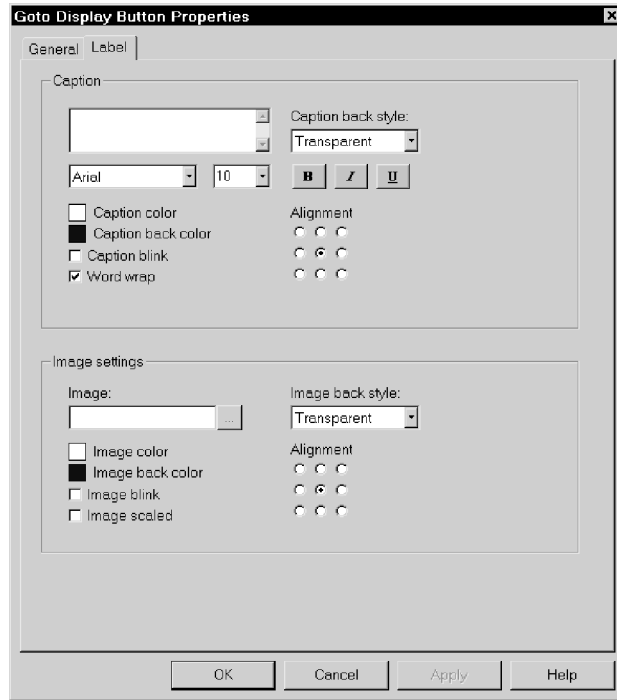 Goto Display Button Properties
General Label
Caption
Caption back style:
Transparent
Arial 10 B I U
Caption color Alignment
Caption back color
Caption blink
Word wrap
Image settings
Image: Image back style:
... Transparent
Image color Alignment
Image back color
Image blink
Image scaled
OK Cancel Apply Help